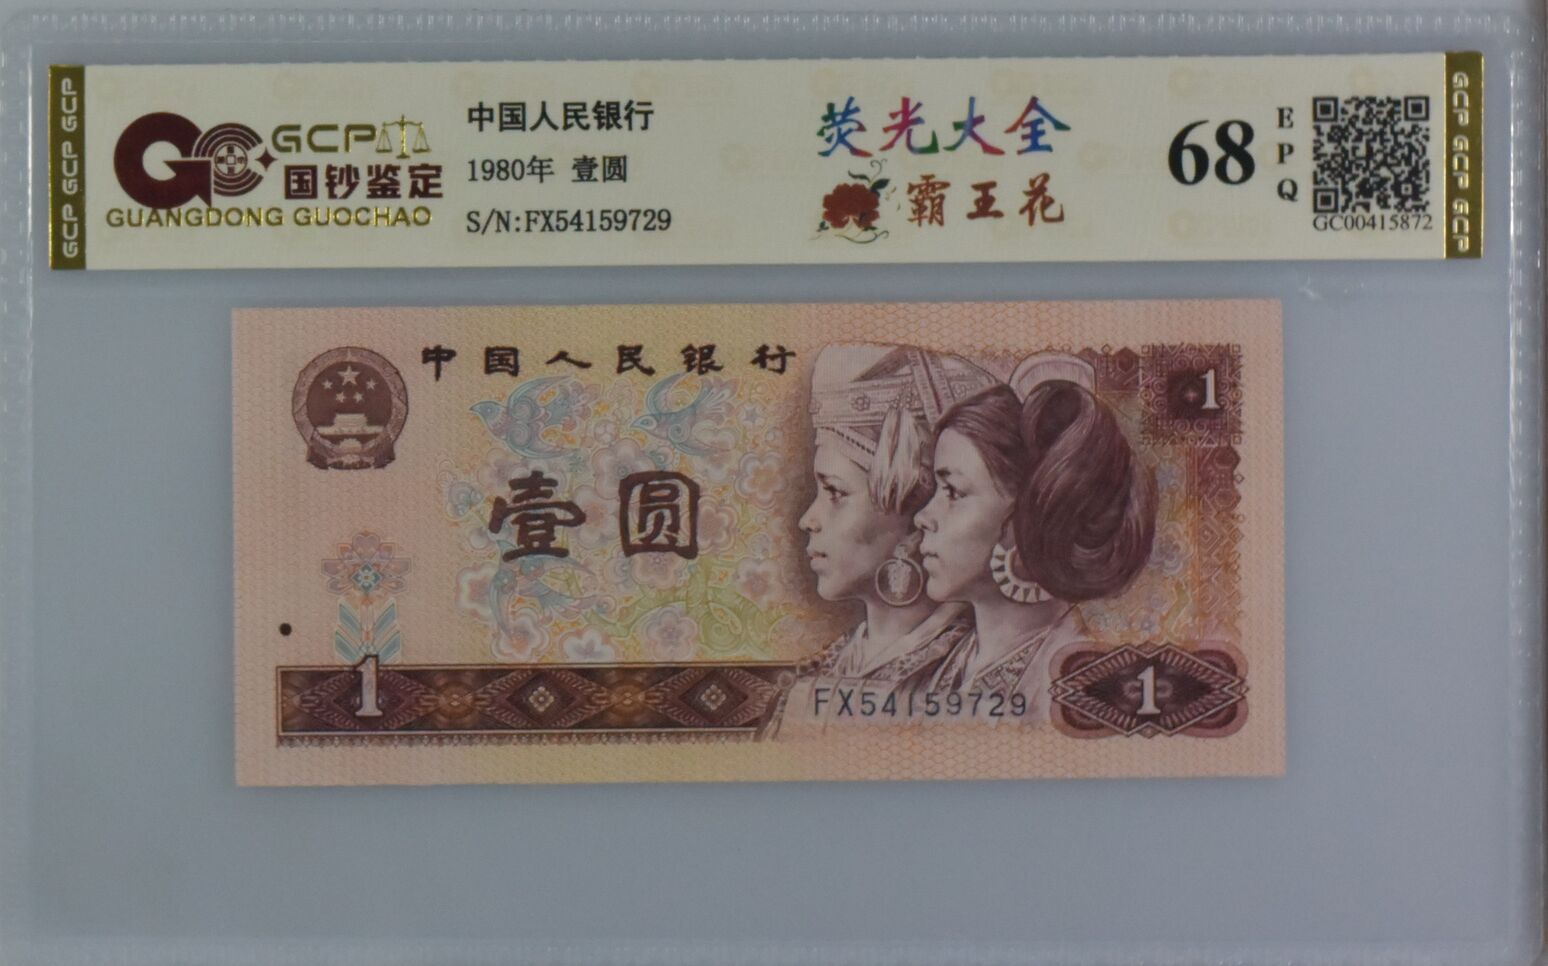 GCP GCP GCP
GCP
国钞鉴定
GUANGDONG GUOCHAO
中国人民银行
1980年 壹圆
S/N:FX54159729
荧光大全
霸王花
68
EPQ
GC00415872
GCP GCP GCP
中国人民银行
1
壹圆
1
FX54159729
1